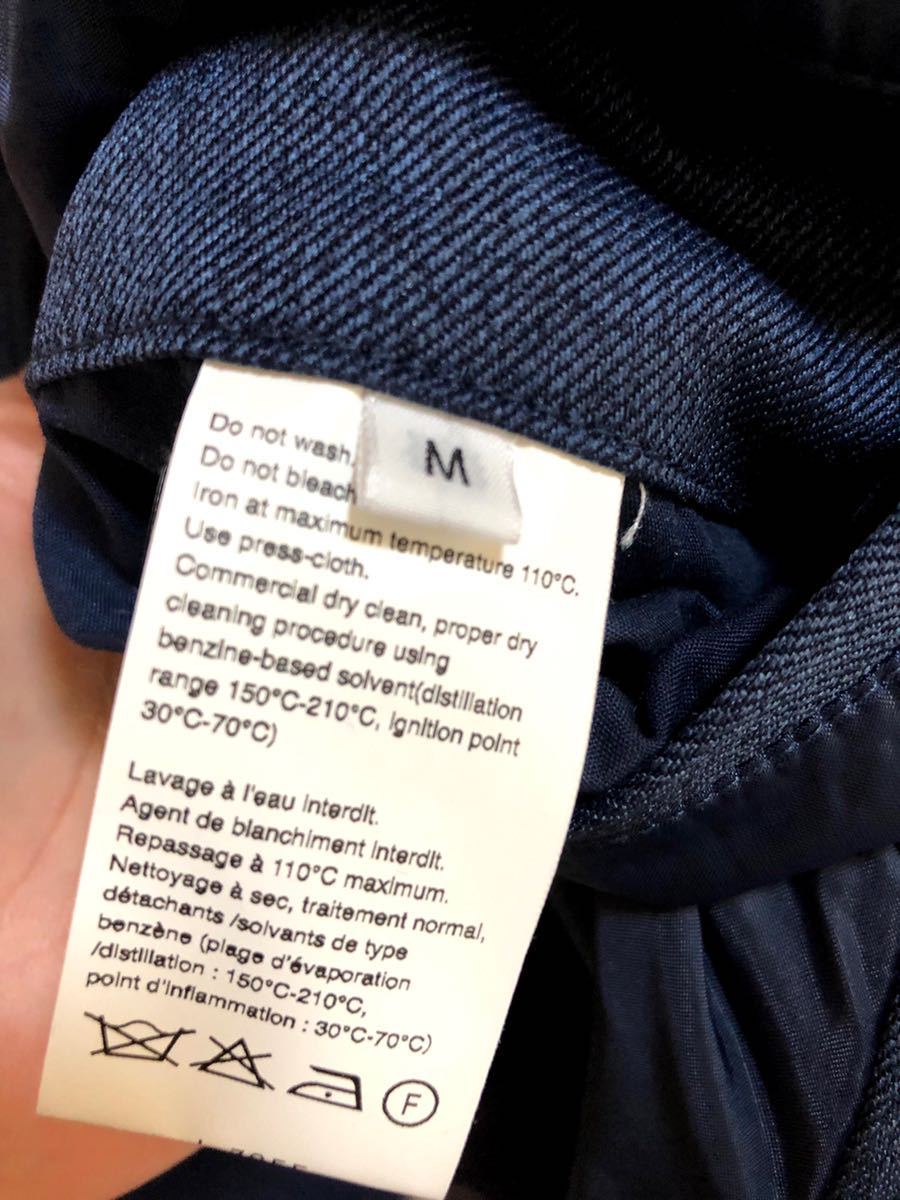 M
Do not wash.
Do not bleach
Iron at maximum temperature 110°C.
Use press-cloth.
Commercial dry clean, proper dry
cleaning procedure using
benzine-based solvent(distillation
range 150°C-210°C, ignition point
30°C-70°C)
Lavage à l'eau interdit.
Agent de blanchiment interdit.
Repassage à 110°C maximum.
Nettoyage à sec, traitement normal,
détachants /solvants de type
benzène (plage d'évaporation
/distillation : 150°C-210°C,
point d'inflammation : 30°C-70°C)
F